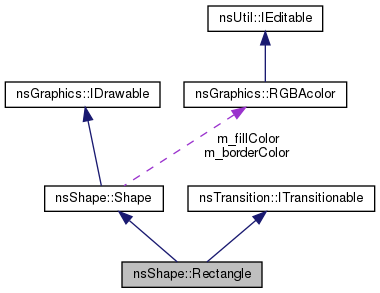 nsUtil::IEditable
nsGraphics::IDrawable
nsGraphics::RGBAcolor
m_fillColor
m_borderColor
nsShape::Shape
nsTransition::ITransitionable
nsShape::Rectangle